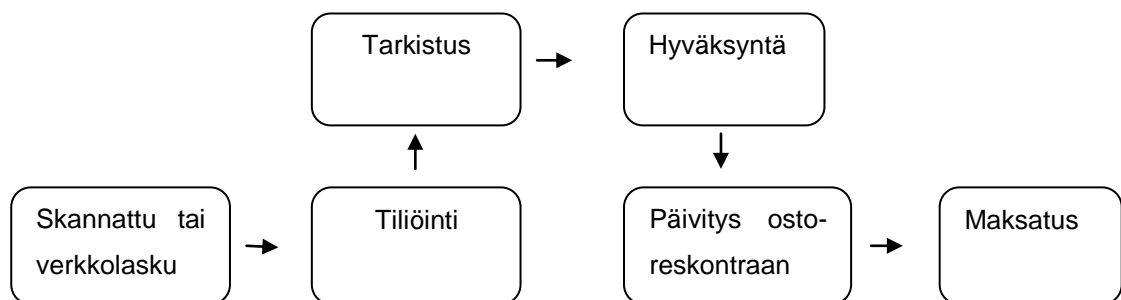 Tarkistus
Hyväksyntä
Skannattu tai
verkkolasku
Tiliöinti
Päivitys osto-
reskontraan
Maksatus